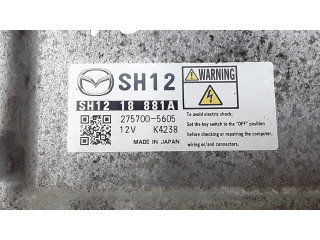 SH12
SH12 18 881A
275700-5605
12V K4238
MADE IN JAPAN
WARNING
To avoid electric shock;
Set the key switch to the "OFF" position
before checking or repairing the computer,
wiring or/and connectors.